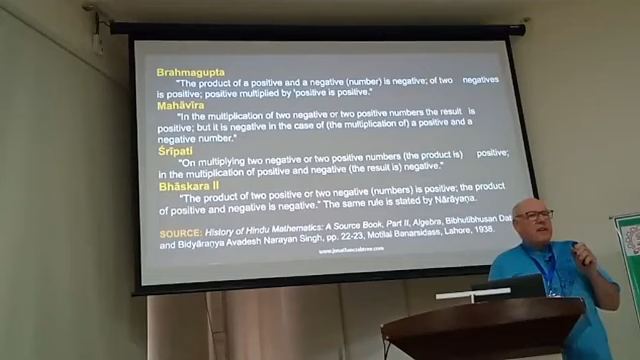 Brahmagupta
"The product of a positive and a negative (number) is negative; of two negatives
is positive; positive multiplied by 'positive is positive."
Mahāvīra
"In the multiplication of two negative or two positive numbers the result is
positive; but it is negative in the case of (the multiplication of) a positive and a
negative number."
Śrīpati
"On multiplying two negative or two positive numbers (the product is) positive;
in the multiplication of positive and negative (the result is) negative."
Bhāskara II
"The product of two positive or two negative (numbers) is positive; the product
of positive and negative is negative." The same rule is stated by Nārāyaṇa.
SOURCE: History of Hindu Mathematics: A Source Book, Part II, Algebra, Bibhutibhusan
and Bidyāraṇya Avadesh Narayan Singh, pp. 22-23, Motilal Banarsidass, Lahore, 1938.